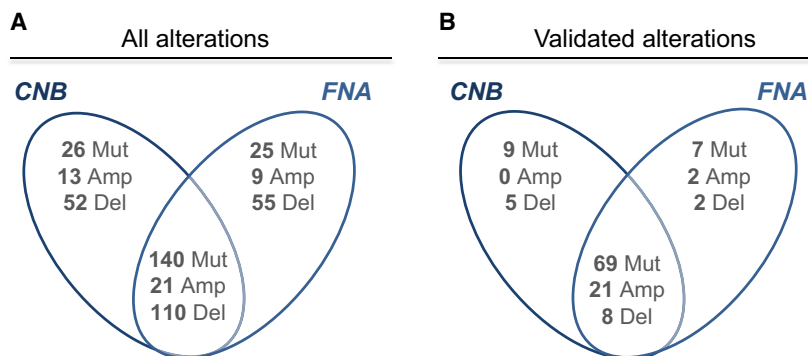 A
All alterations
CNB
FNA
26 Mut
13 Amp
52 Del
25 Mut
9 Amp
55 Del
140 Mut
21 Amp
110 Del
B
Validated alterations
CNB
FNA
9 Mut
0 Amp
5 Del
7 Mut
2 Amp
2 Del
69 Mut
21 Amp
8 Del